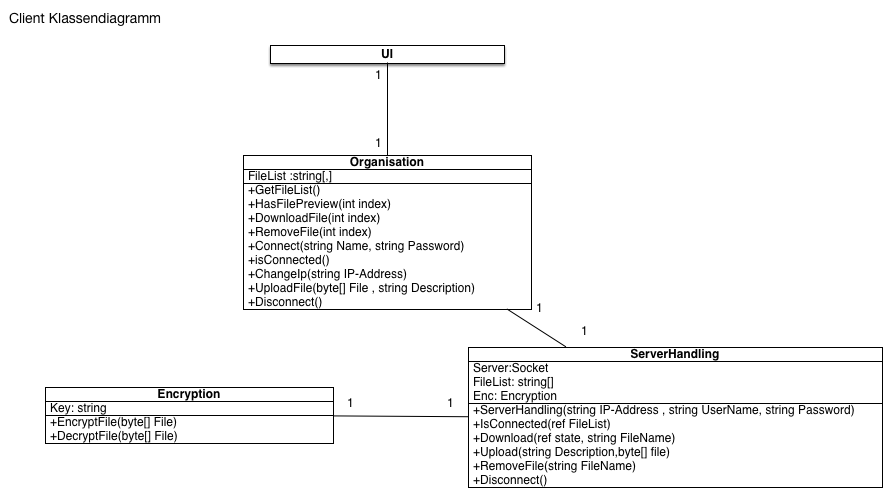 Client Klassendiagramm
UI
1
1
Organisation
FileList :string[,]
+GetFileList()
+HasFilePreview(int index)
+DownloadFile(int index)
+RemoveFile(int index)
+Connect(string Name, string Password)
+isConnected()
+ChangeIp(string IP-Address)
+UploadFile(byte[] File , string Description)
+Disconnect()
1
1
ServerHandling
Server:Socket
FileList: string[]
Enc: Encryption
+ServerHandling(string IP-Address , string UserName, string Password)
+IsConnected(ref FileList)
+Download(ref state, string FileName)
+Upload(string Description,byte[] file)
+RemoveFile(string FileName)
+Disconnect()
Encryption
Key: string
+EncryptFile(byte[] File)
+DecryptFile(byte[] File)
1
1